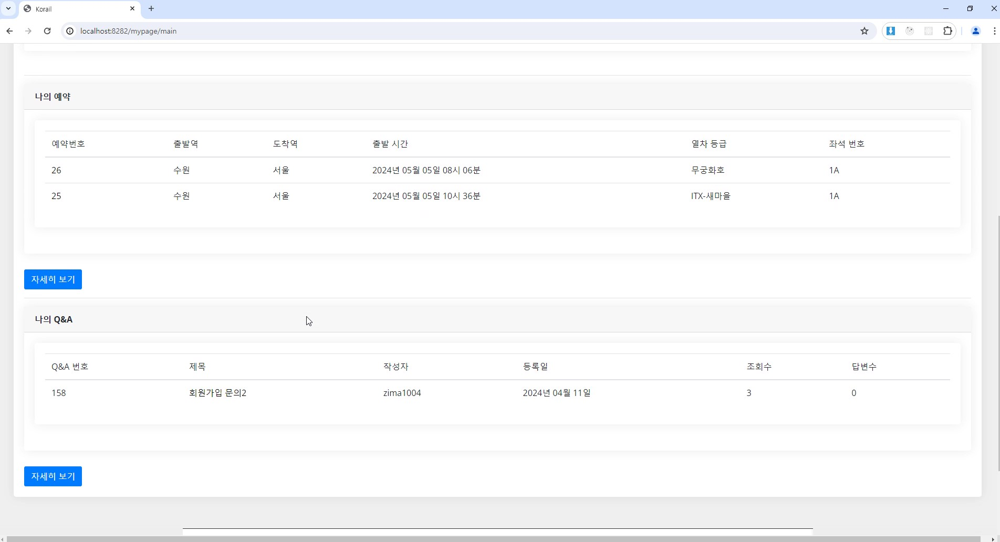 Korail
localhost:8282/mypage/main
나의 예약
예약번호 출발역 도착역 출발 시간 열차 등급 좌석 번호
26 수원 서울 2024년 05월 05일 08시 06분 무궁화호 1A
25 수원 서울 2024년 05월 05일 10시 36분 ITX-새마을 1A
자세히 보기
나의 Q&A
Q&A 번호 제목 작성자 등록일 조회수 답변수
158 회원가입 문의2 zima1004 2024년 04월 11일 3 0
자세히 보기